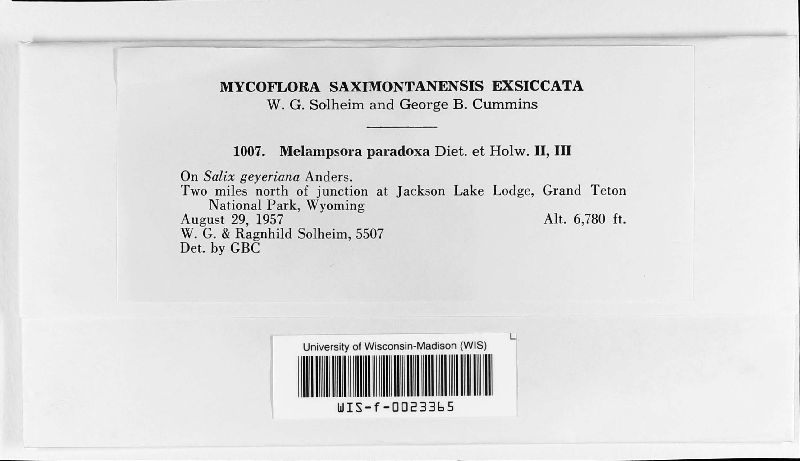 MYCOFLORA SAXIMONTANENSIS EXSICCATA
W. G. Solheim and George B. Cummins
1007. Melampsora paradoxa Diet. et Holw. II, III
On Salix geyeriana Anders.
Two miles north of junction at Jackson Lake Lodge, Grand Teton
National Park, Wyoming
August 29, 1957 Alt. 6,780 ft.
W. G. & Ragnhild Solheim, 5507
Det. by GBC
University of Wisconsin-Madison (WIS)
WIS-f-0023365